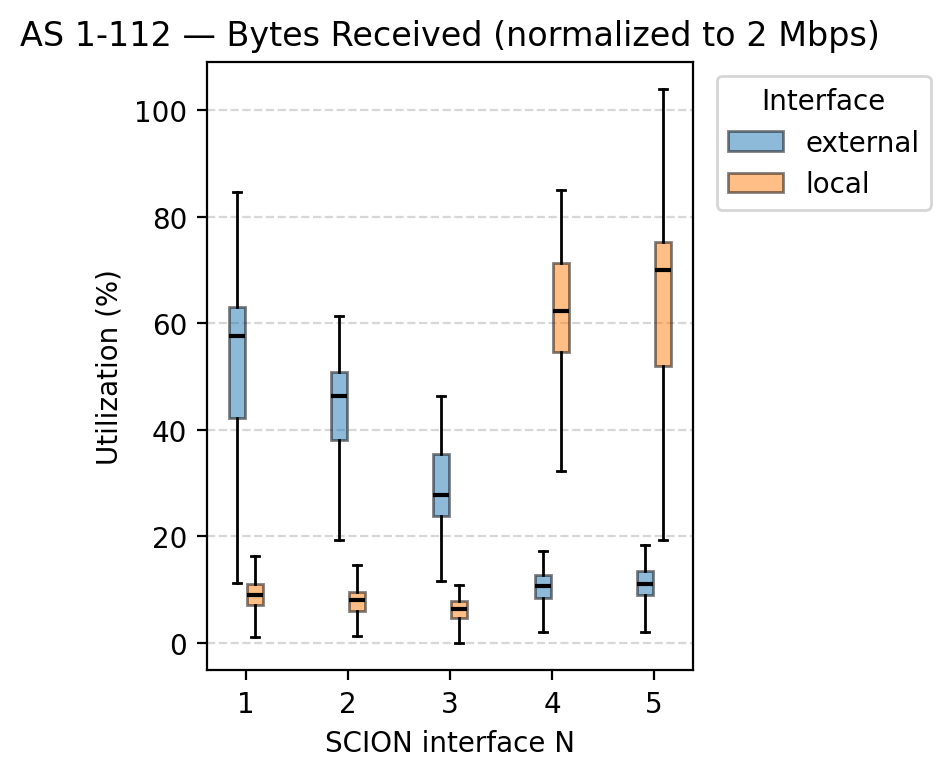 AS 1-112 — Bytes Received (normalized to 2 Mbps)
Interface
external
local
Utilization (%)
100
80
60
40
20
0
1 2 3 4 5
SCION interface N